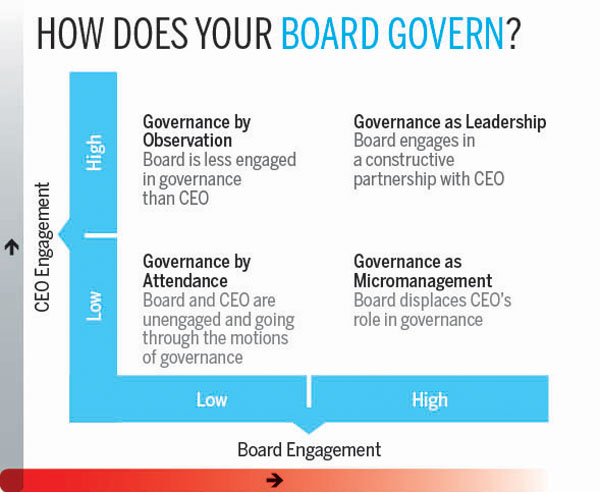 HOW DOES YOUR BOARD GOVERN?
CEO Engagement
High
Low
Governance by
Observation
Board is less engaged
in governance
than CEO
Governance as Leadership
Board engages in
a constructive
partnership with CEO
Governance by
Attendance
Board and CEO are
unengaged and going
through the motions
of governance
Governance as
Micromanagement
Board displaces CEO's
role in governance
Low
High
Board Engagement